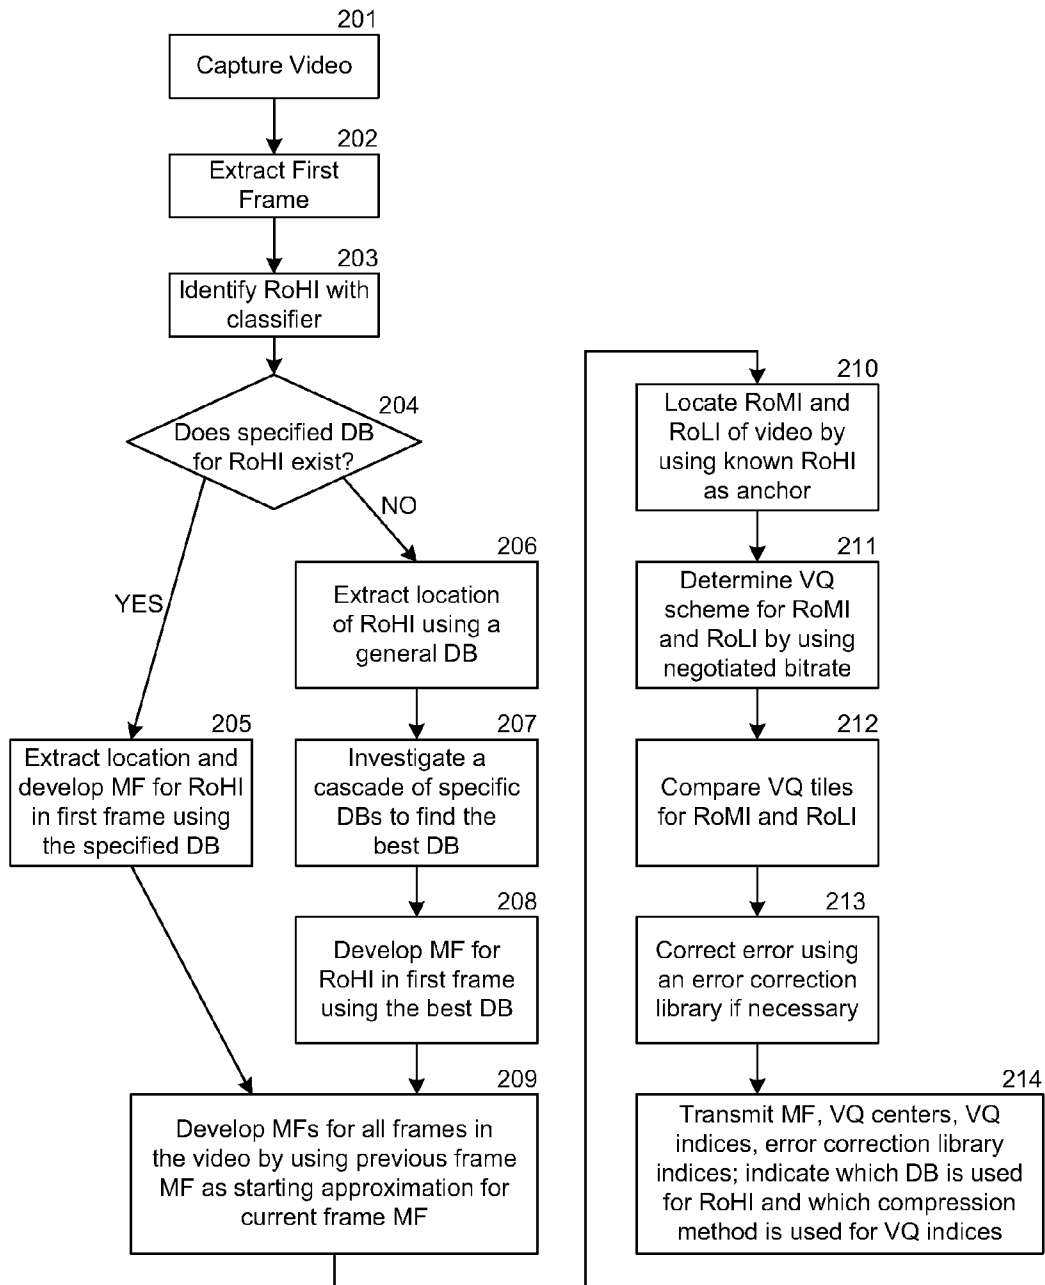 201
Capture Video
202
Extract First
Frame
203
Identify RoHI with
classifier
204
Does specified DB
for RoHI exist?
YES
NO
205
Extract location and
develop MF for RoHI
in first frame using
the specified DB
206
Extract location
of RoHI using a
general DB
207
Investigate a
cascade of specific
DBs to find the
best DB
208
Develop MF for
RoHI in first frame
using the best DB
209
Develop MFs for all frames in
the video by using previous frame
MF as starting approximation for
current frame MF
210
Locate RoMI and
RoLI of video by
using known RoHI
as anchor
211
Determine VQ
scheme for RoMI
and RoLI by using
negotiated bitrate
212
Compare VQ tiles
for RoMI and RoLI
213
Correct error using
an error correction
library if necessary
214
Transmit MF, VQ centers, VQ
indices, error correction library
indices; indicate which DB is used
for RoHI and which compression
method is used for VQ indices